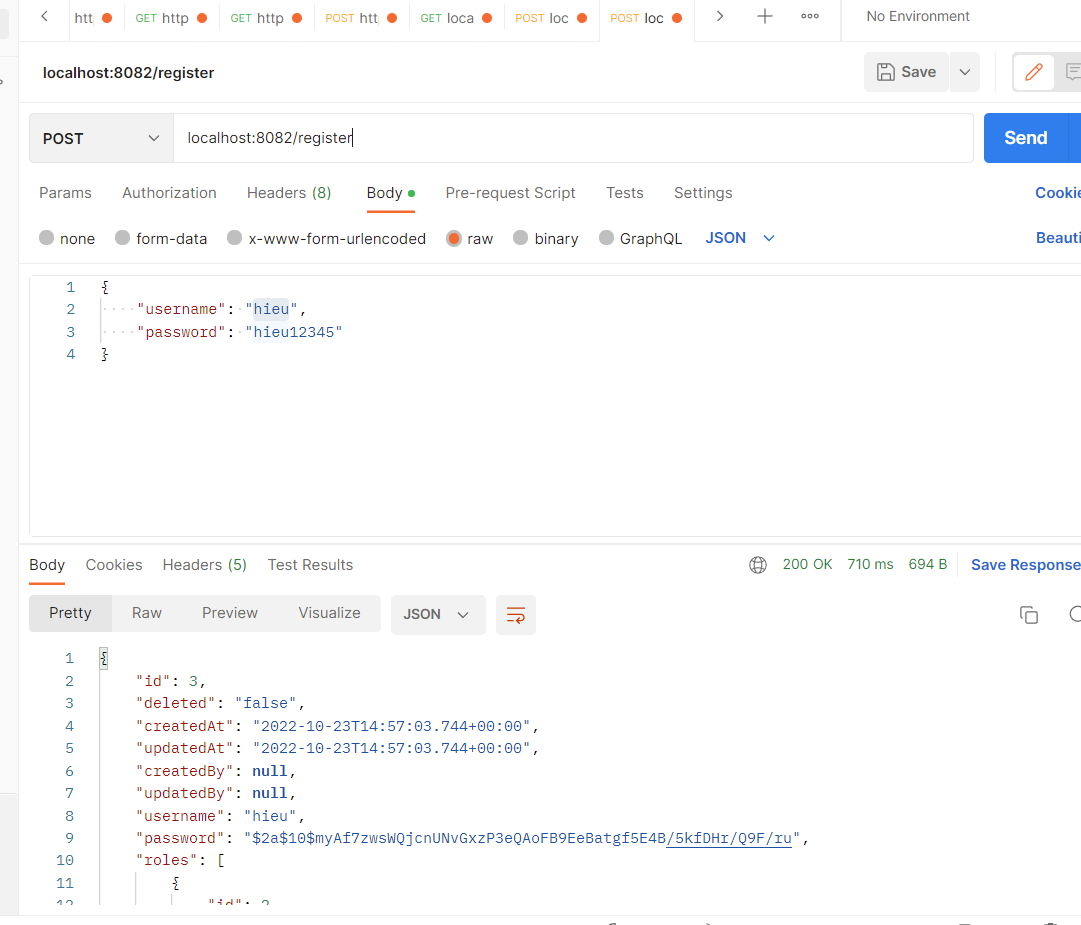 htt GET http GET http POST htt GET loca POST loc POST loc No Environment
localhost:8082/register Save
POST localhost:8082/register Send
Params Authorization Headers (8) Body Pre-request Script Tests Settings Cookie
none form-data x-www-form-urlencoded raw binary GraphQL JSON Beauti
1 {
2 ····"username":·"hieu",
3 ····"password":·"hieu12345"
4 }
Body Cookies Headers (5) Test Results 200 OK 710 ms 694 B Save Response
Pretty Raw Preview Visualize JSON
1 {
2 "id": 3,
3 "deleted": "false",
4 "createdAt": "2022-10-23T14:57:03.744+00:00",
5 "updatedAt": "2022-10-23T14:57:03.744+00:00",
6 "createdBy": null,
7 "updatedBy": null,
8 "username": "hieu",
9 "password": "$2a$10$myAf7zwsWQjcnUNvGxzP3eQAoFB9EeBatgf5E4B/5kfDHr/Q9F/ru",
10 "roles": [
11 {
12 "id": 2